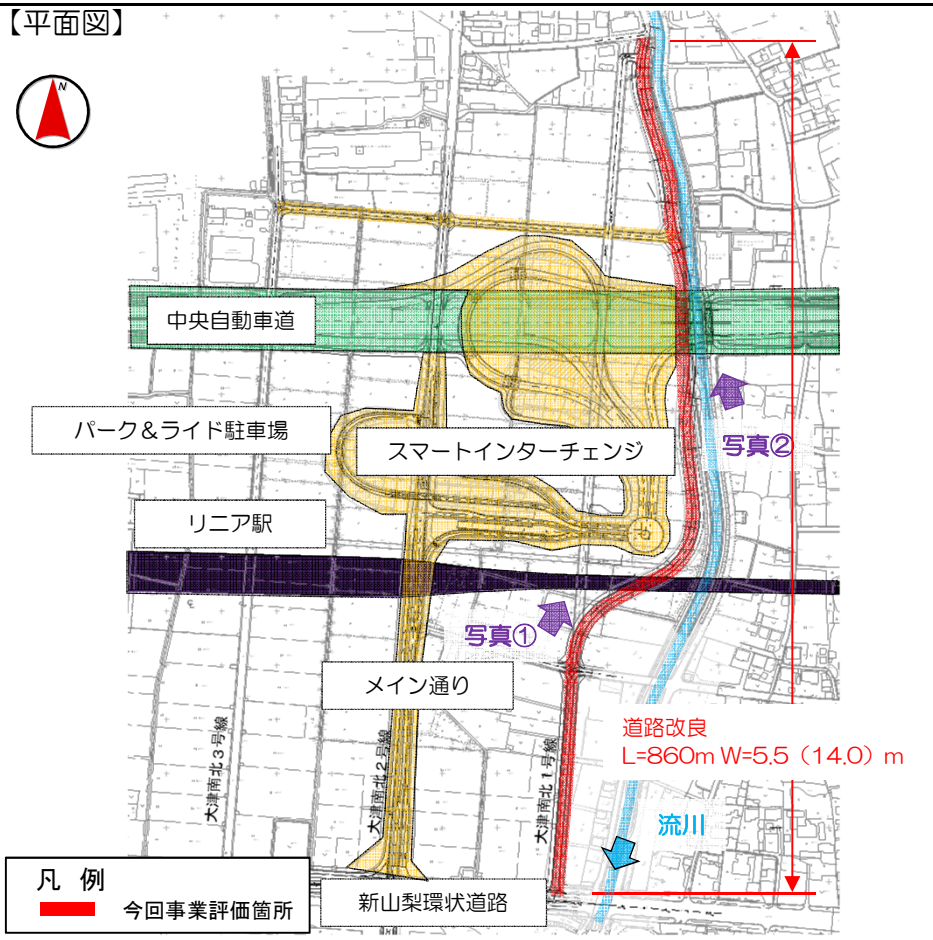 【平面図】
N
中央自動車道
パーク&ライド駐車場
スマートインターチェンジ
写真②
リニア駅
写真①
メイン通り
道路改良
L=860m W=5.5（14.0）m
大津南北3号線
大津南北2号線
大津南北1号線
流川
凡 例
今回事業評価箇所
新山梨環状道路